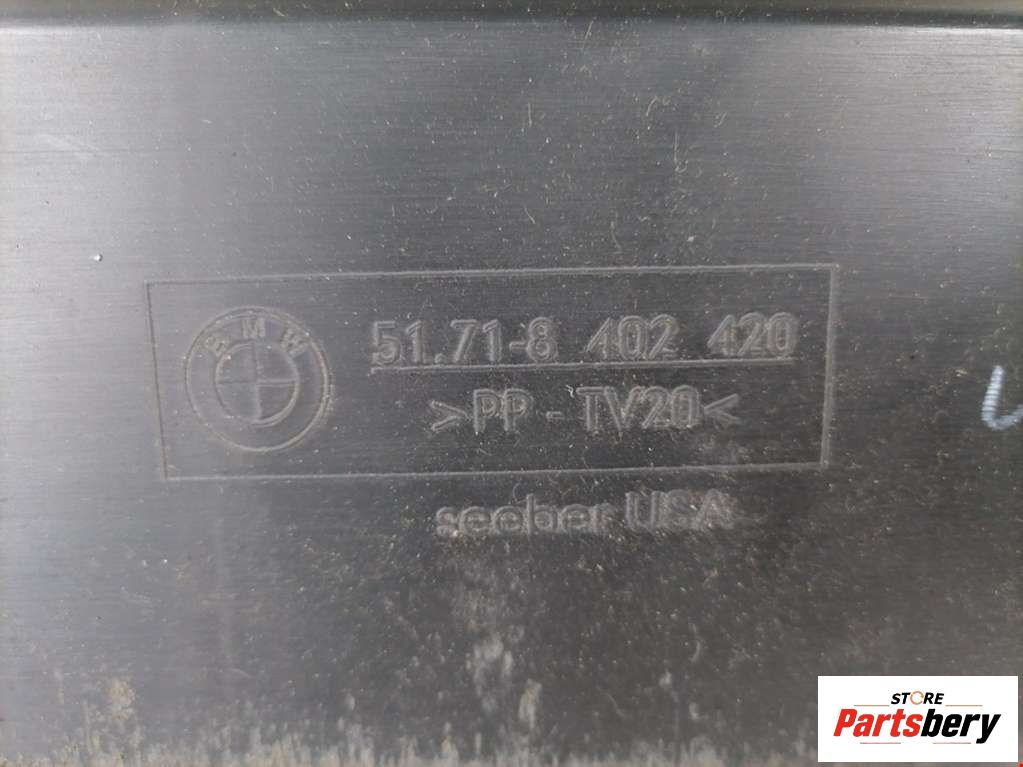 BMW
51.71-8 402 420
>PP - TV20<
seeber USA
STORE
Partsbery